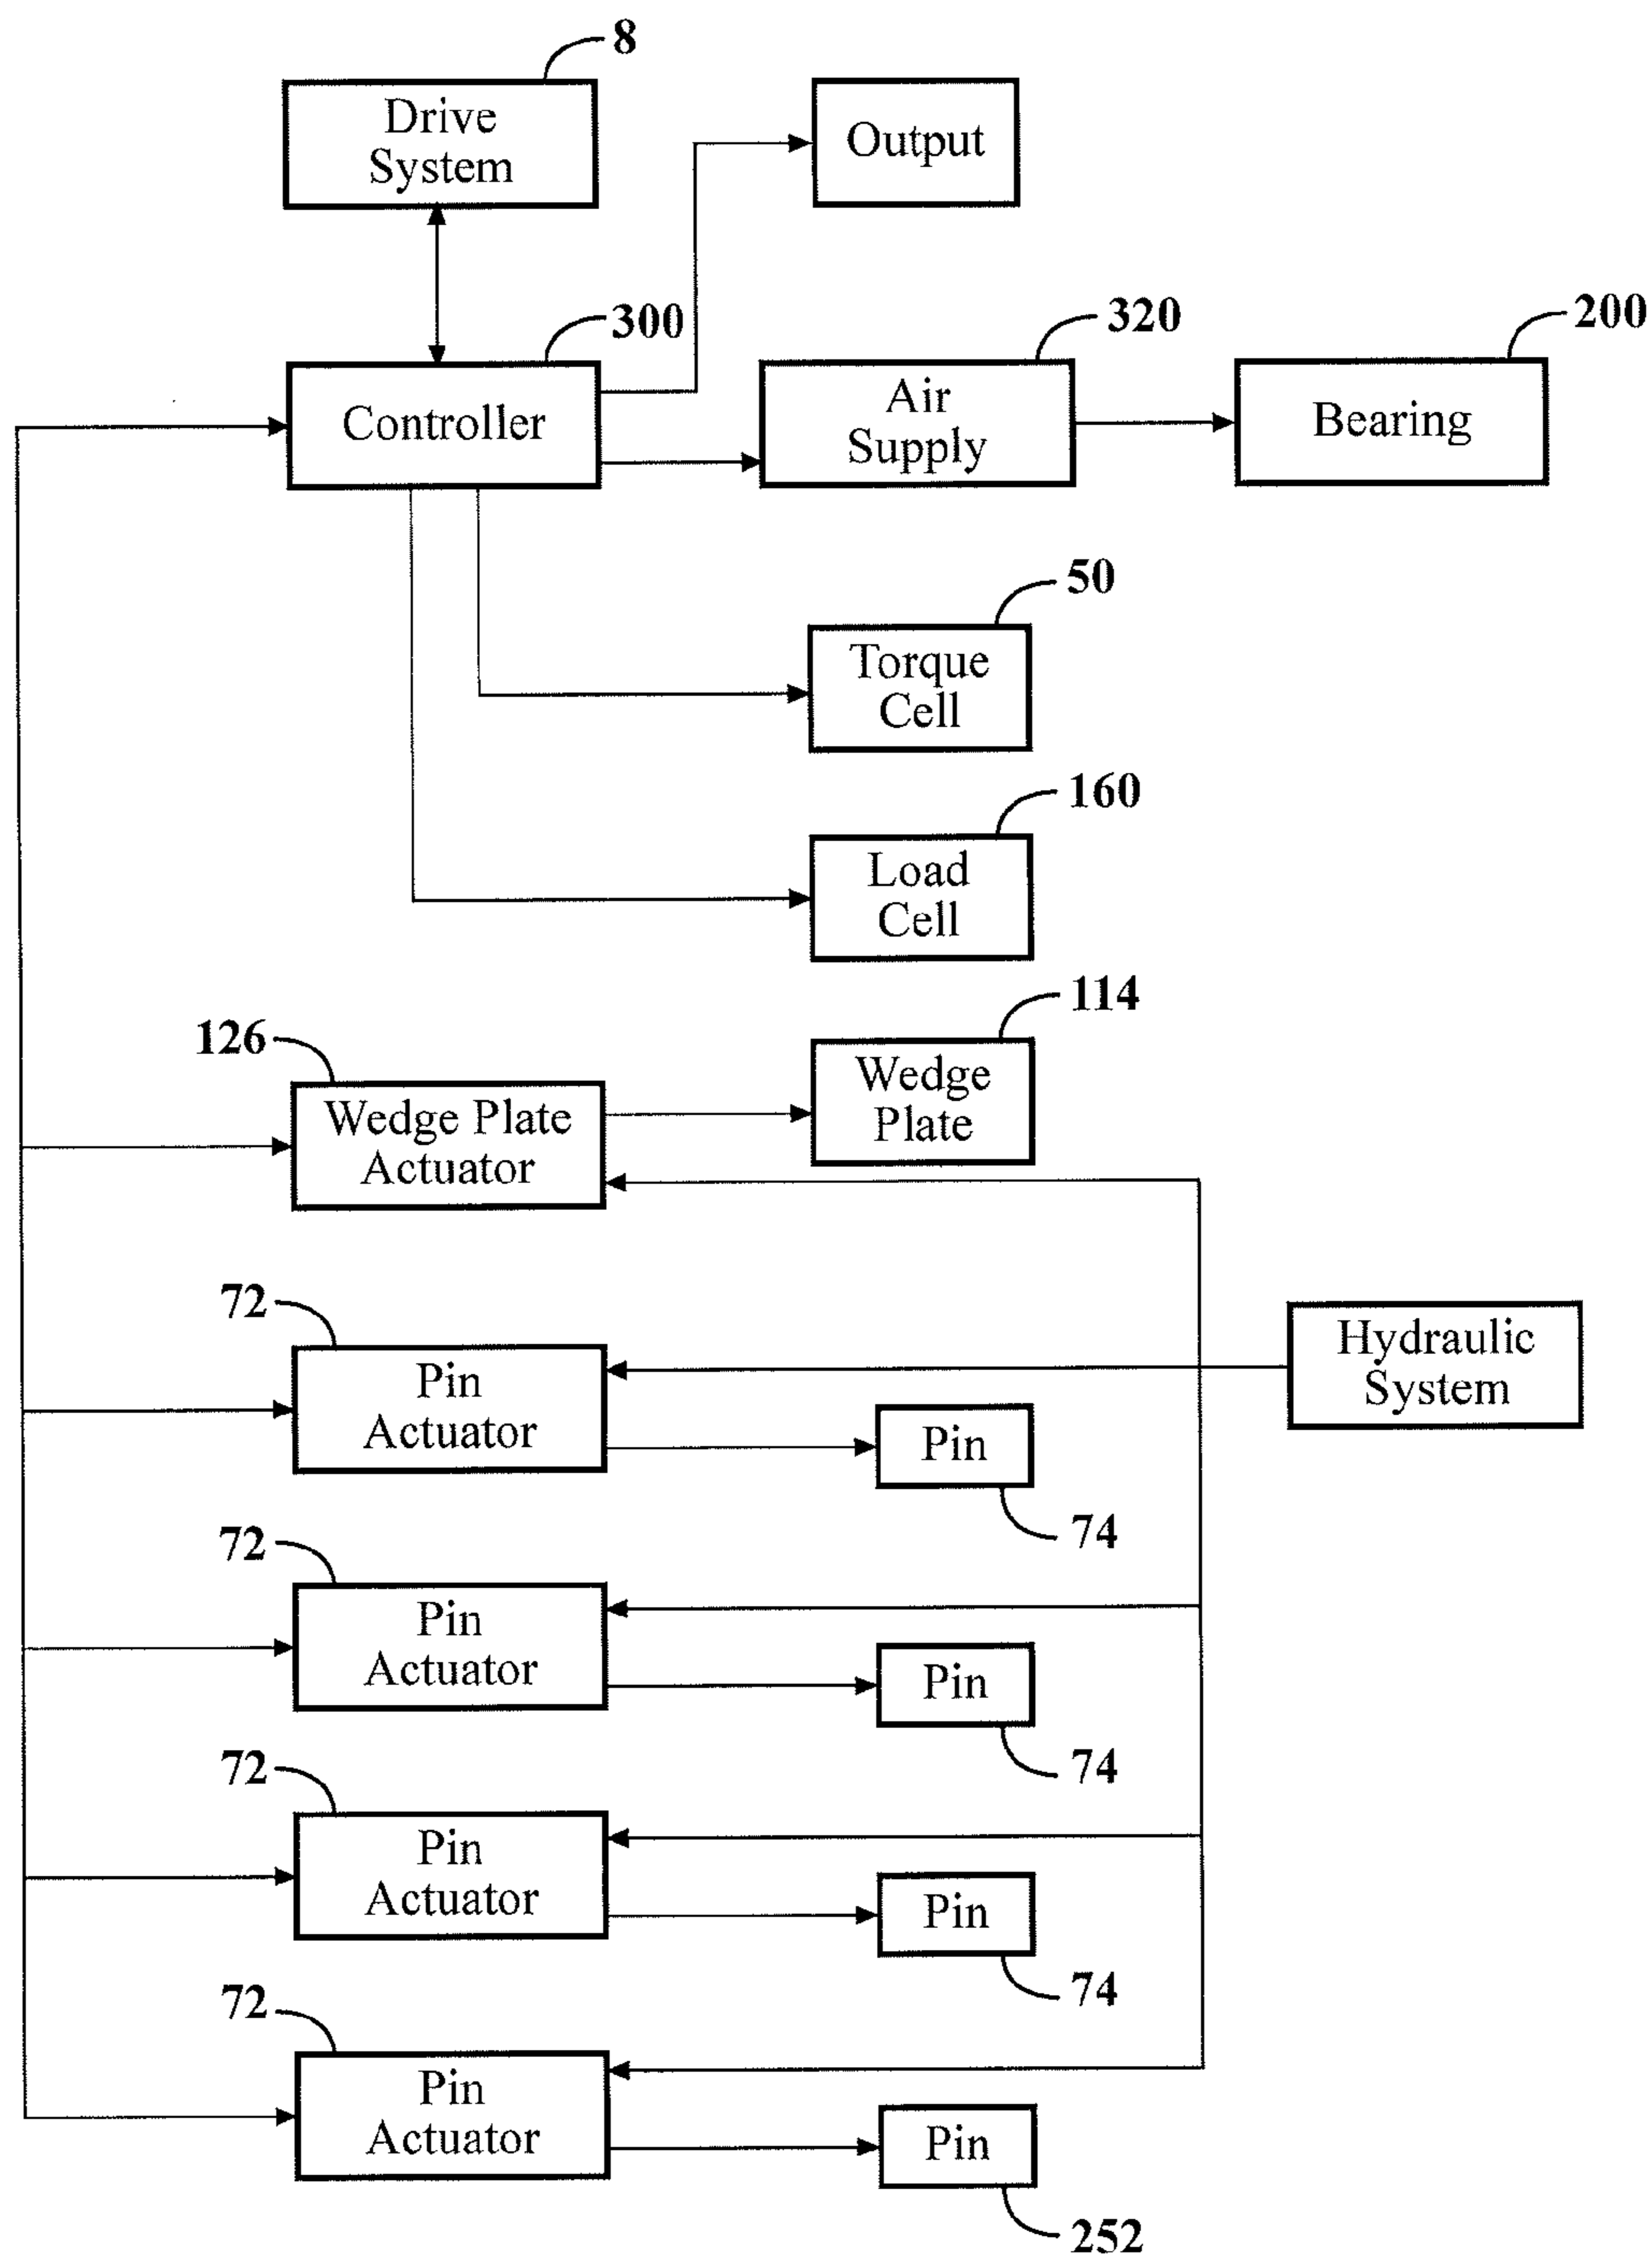 8
Drive
System
Output
300
Controller
320
Air
Supply
200
Bearing
50
Torque
Cell
160
Load
Cell
114
Wedge
Plate
126
Wedge Plate
Actuator
Hydraulic
System
72
Pin
Actuator
Pin
74
72
Pin
Actuator
Pin
74
72
Pin
Actuator
Pin
74
72
Pin
Actuator
Pin
252